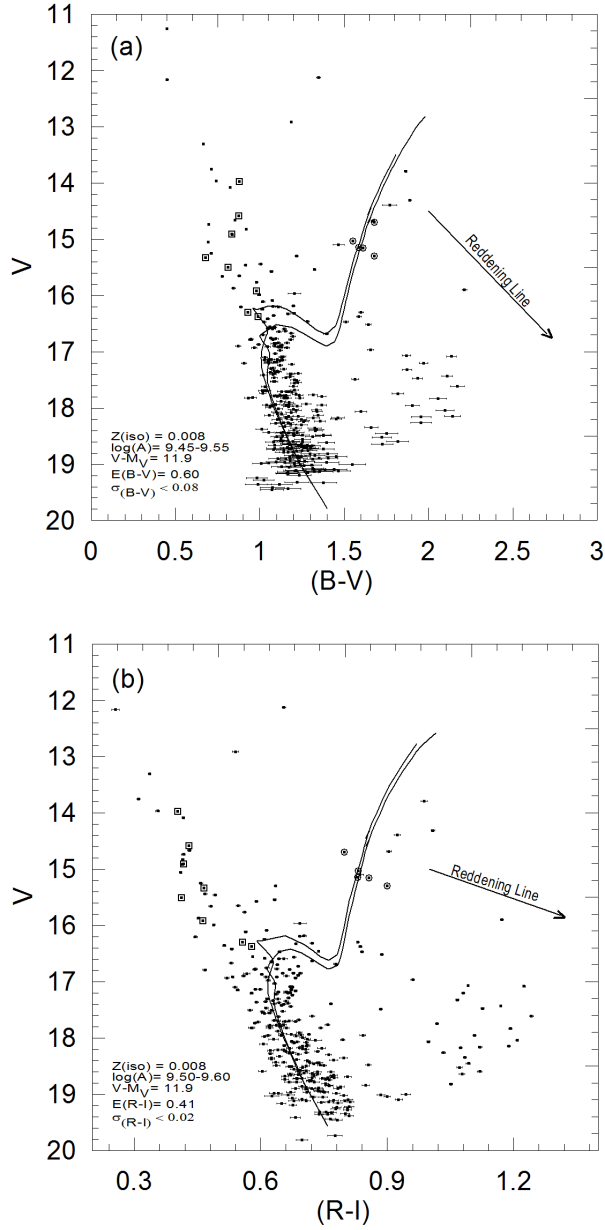 11
12
13
14
15
16
17
18
19
20
V
(a)
Reddening Line
Z(iso) = 0.008
log(A)= 9.45-9.55
V-M_V= 11.9
E(B-V)= 0.60
σ_(B-V) < 0.08
0 0.5 1 1.5 2 2.5 3
(B-V)
11
12
13
14
15
16
17
18
19
20
V
(b)
Reddening Line
Z(iso) = 0.008
log(A)= 9.50-9.60
V-M_V= 11.9
E(R-I)= 0.41
σ_(R-I) < 0.02
0.3 0.6 0.9 1.2
(R-I)